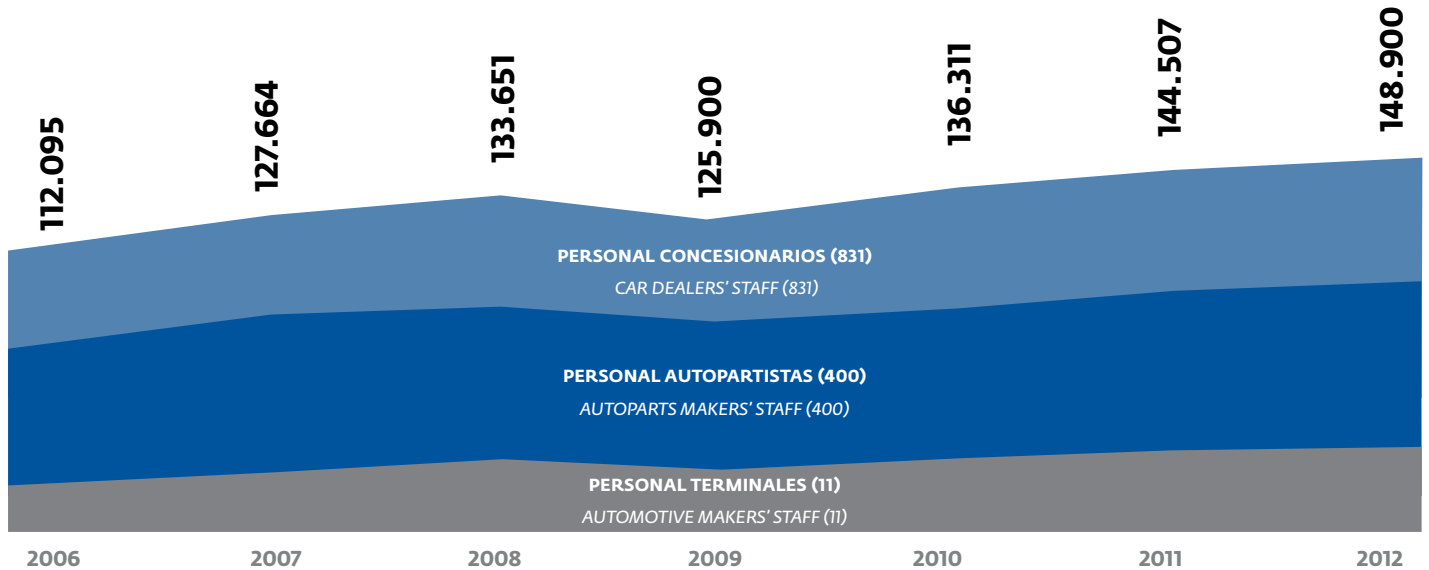 112.095
127.664
133.651
125.900
136.311
144.507
148.900
PERSONAL CONCESIONARIOS (831)
CAR DEALERS' STAFF (831)
PERSONAL AUTOPARTISTAS (400)
AUTOPARTS MAKERS' STAFF (400)
PERSONAL TERMINALES (11)
AUTOMOTIVE MAKERS' STAFF (11)
2006 2007 2008 2009 2010 2011 2012